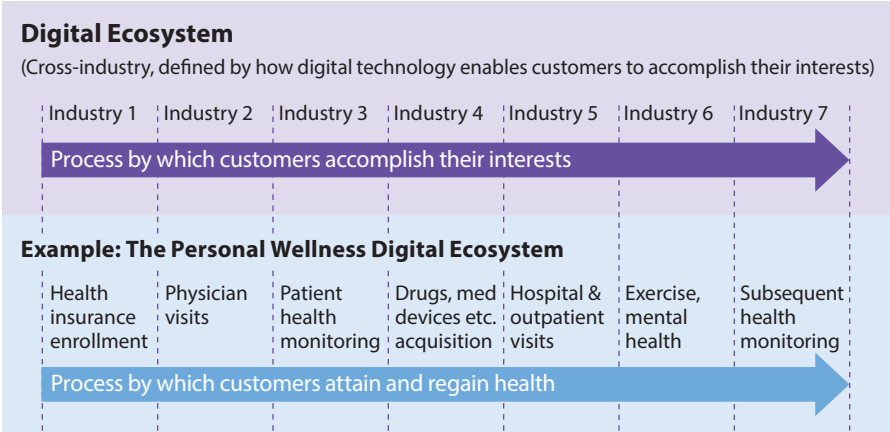 Digital Ecosystem
(Cross-industry, defined by how digital technology enables customers to accomplish their interests)
Industry 1 Industry 2 Industry 3 Industry 4 Industry 5 Industry 6 Industry 7
Process by which customers accomplish their interests
Example: The Personal Wellness Digital Ecosystem
Health
insurance
enrollment
Physician
visits
Patient
health
monitoring
Drugs, med
devices etc.
acquisition
Hospital &
outpatient
visits
Exercise,
mental
health
Subsequent
health
monitoring
Process by which customers attain and regain health